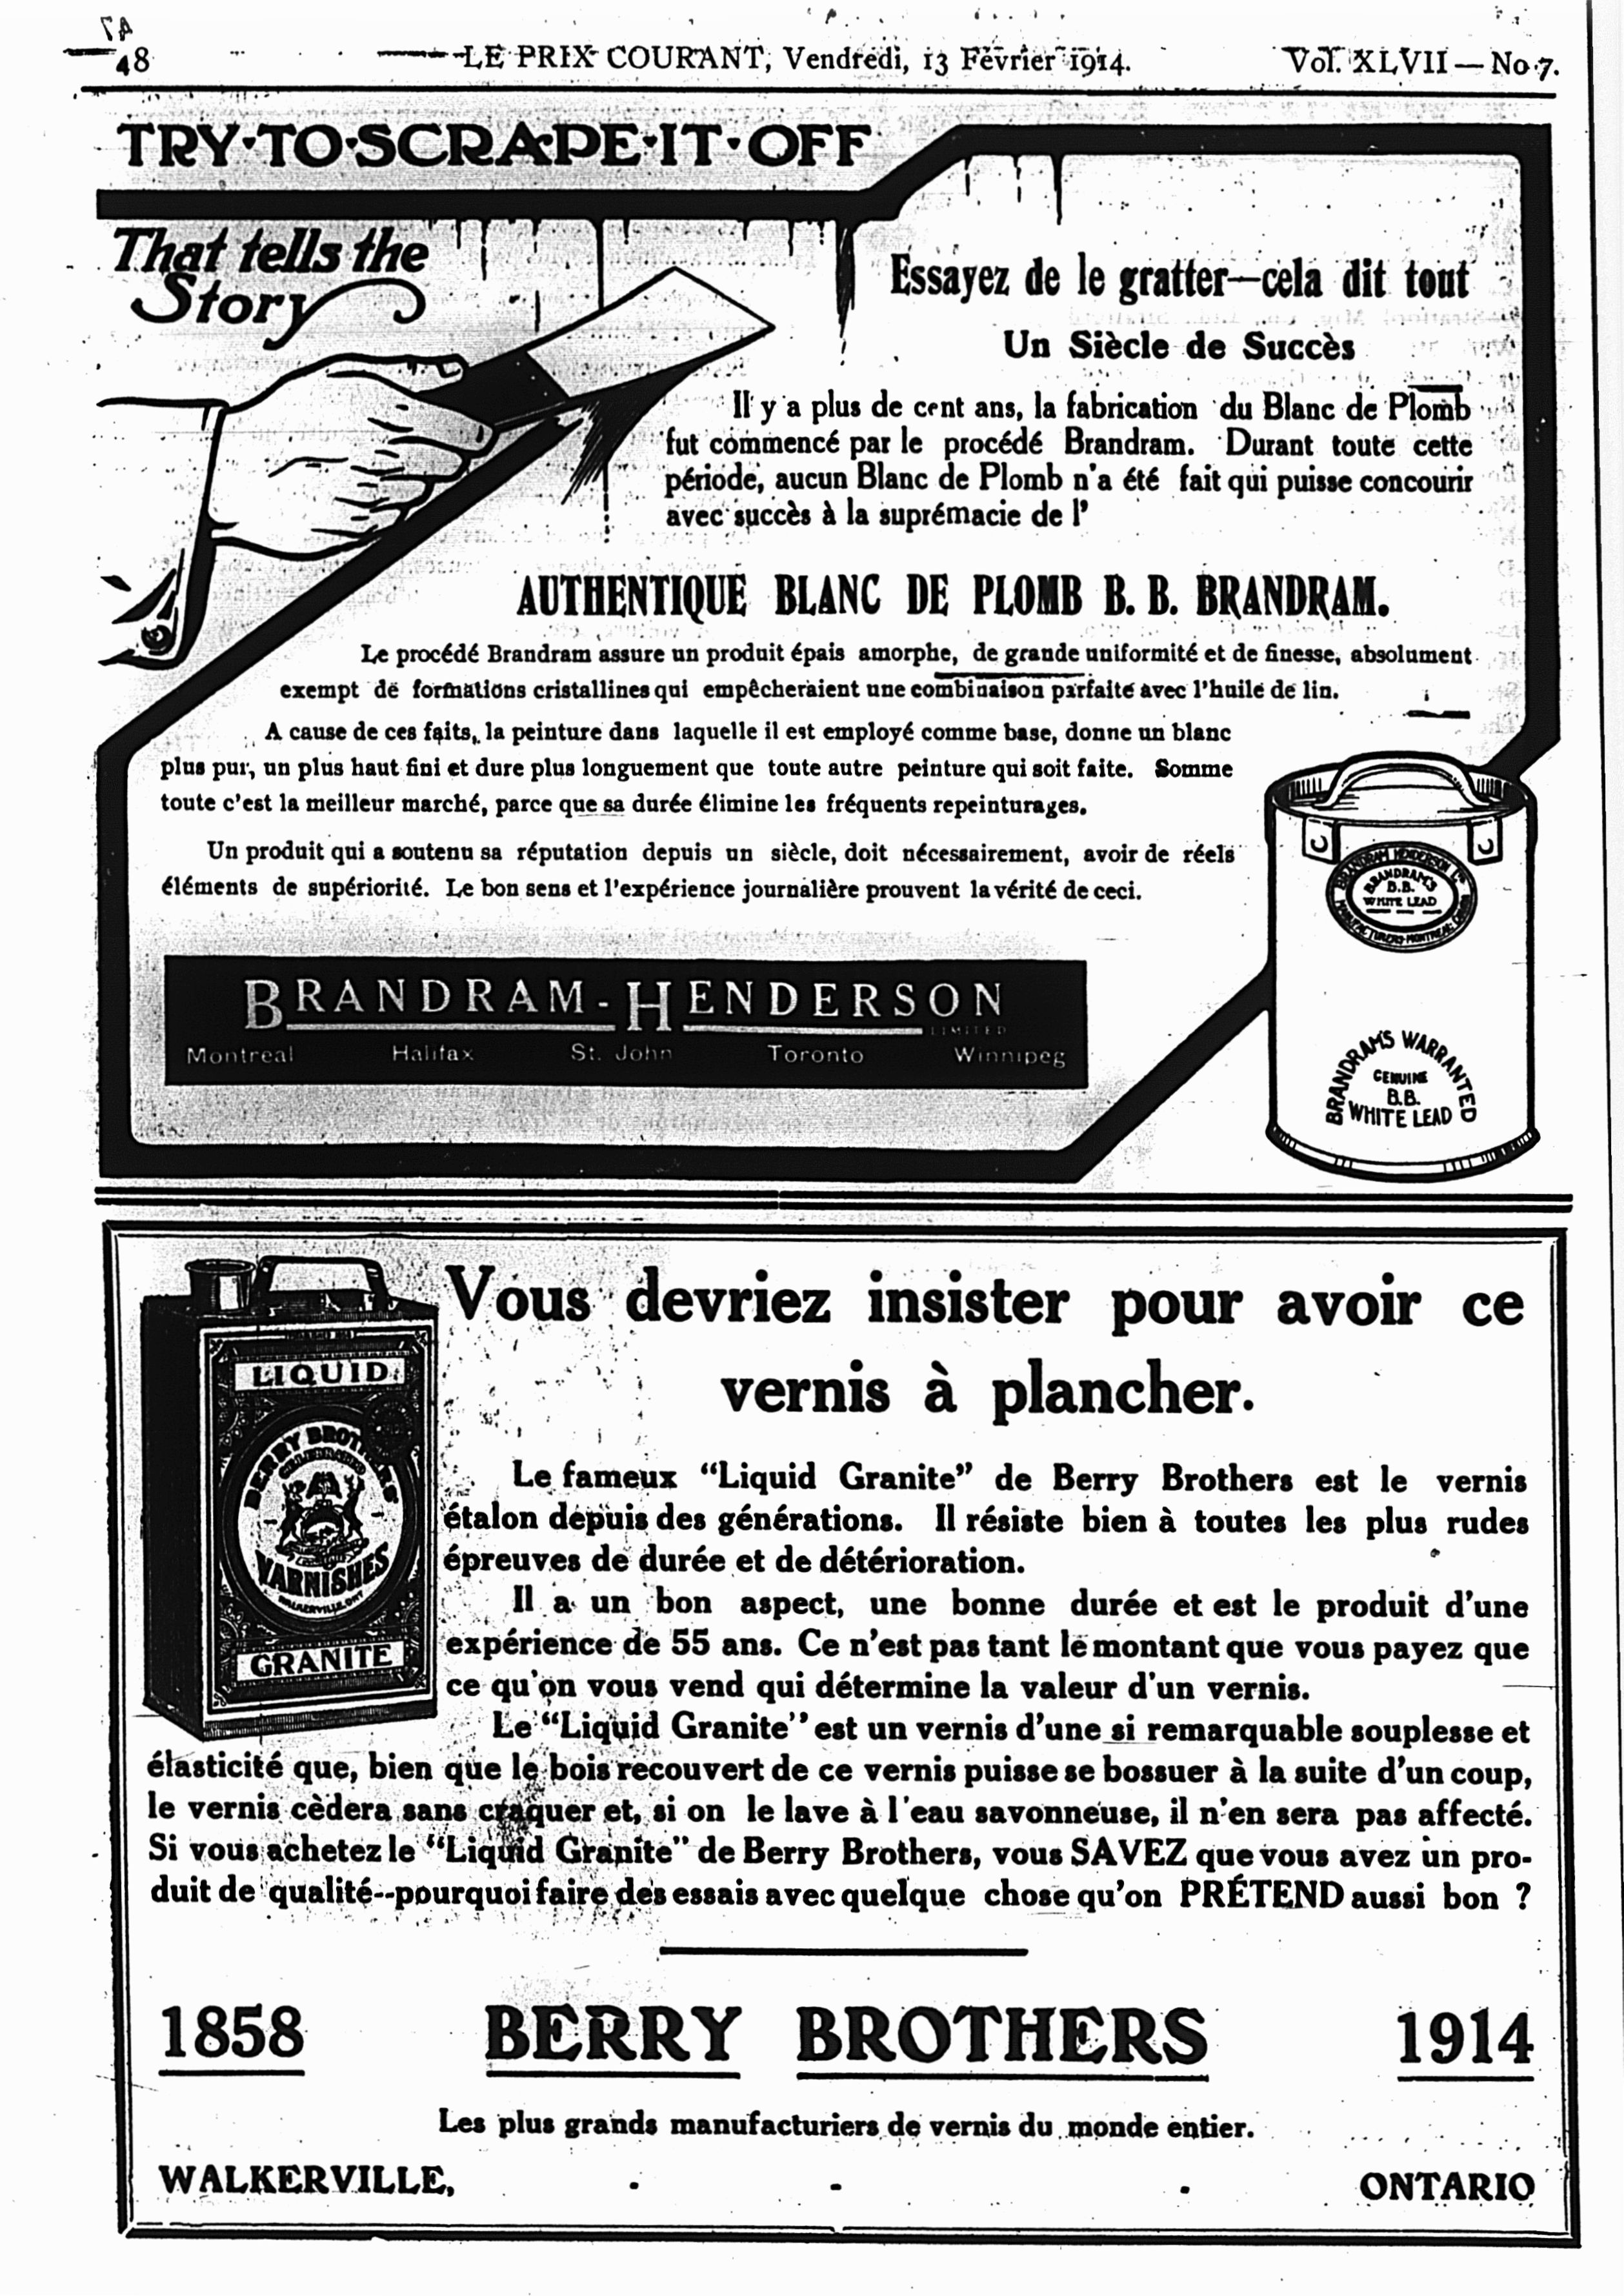 47
48 LE PRIX COURANT, Vendredi, 13 Février 1914. Vol. XLVII — No 7.
TRY·TO·SCRAPE·IT·OFF
That tells the
Story
Essayez de le gratter—cela dit tout
Un Siècle de Succès
Il y a plus de cent ans, la fabrication du Blanc de Plomb
fut commencé par le procédé Brandram. Durant toute cette
période, aucun Blanc de Plomb n'a été fait qui puisse concourir
avec succès à la suprémacie de l'
AUTHENTIQUE BLANC DE PLOMB B. B. BRANDRAM.
Le procédé Brandram assure un produit épais amorphe, de grande uniformité et de finesse, absolument
exempt de formations cristallines qui empêcheraient une combinaison parfaite avec l'huile de lin.
A cause de ces faits, la peinture dans laquelle il est employé comme base, donne un blanc
plus pur, un plus haut fini et dure plus longuement que toute autre peinture qui soit faite. Somme
toute c'est la meilleur marché, parce que sa durée élimine les fréquents repeinturages.
Un produit qui a soutenu sa réputation depuis un siècle, doit nécessairement, avoir de réels
éléments de supériorité. Le bon sens et l'expérience journalière prouvent la vérité de ceci.
BRANDRAM HENDERSON LTD
BRANDRAM'S
B.B.
WHITE LEAD
MANUFACTURERS MONTREAL CANADA
BRANDRAM'S WARRANTED
GENUINE
B.B.
WHITE LEAD
BRANDRAM-HENDERSON
LIMITED
Montreal Halifax St. John Toronto Winnipeg
Vous devriez insister pour avoir ce
vernis à plancher.
LIQUID
BERRY BROTHERS
CELEBRATED
VARNISHES
WALKERVILLE, ONT
GRANITE
Le fameux "Liquid Granite" de Berry Brothers est le vernis
étalon depuis des générations. Il résiste bien à toutes les plus rudes
épreuves de durée et de détérioration.
Il a un bon aspect, une bonne durée et est le produit d'une
expérience de 55 ans. Ce n'est pas tant le montant que vous payez que
ce qu'on vous vend qui détermine la valeur d'un vernis.
Le "Liquid Granite" est un vernis d'une si remarquable souplesse et
élasticité que, bien que le bois recouvert de ce vernis puisse se bossuer à la suite d'un coup,
le vernis cèdera sans craquer et, si on le lave à l'eau savonneuse, il n'en sera pas affecté.
Si vous achetez le "Liquid Granite" de Berry Brothers, vous SAVEZ que vous avez un pro-
duit de qualité--pourquoi faire des essais avec quelque chose qu'on PRÉTEND aussi bon ?
1858 BERRY BROTHERS 1914
Les plus grands manufacturiers de vernis du monde entier.
WALKERVILLE, - - - ONTARIO